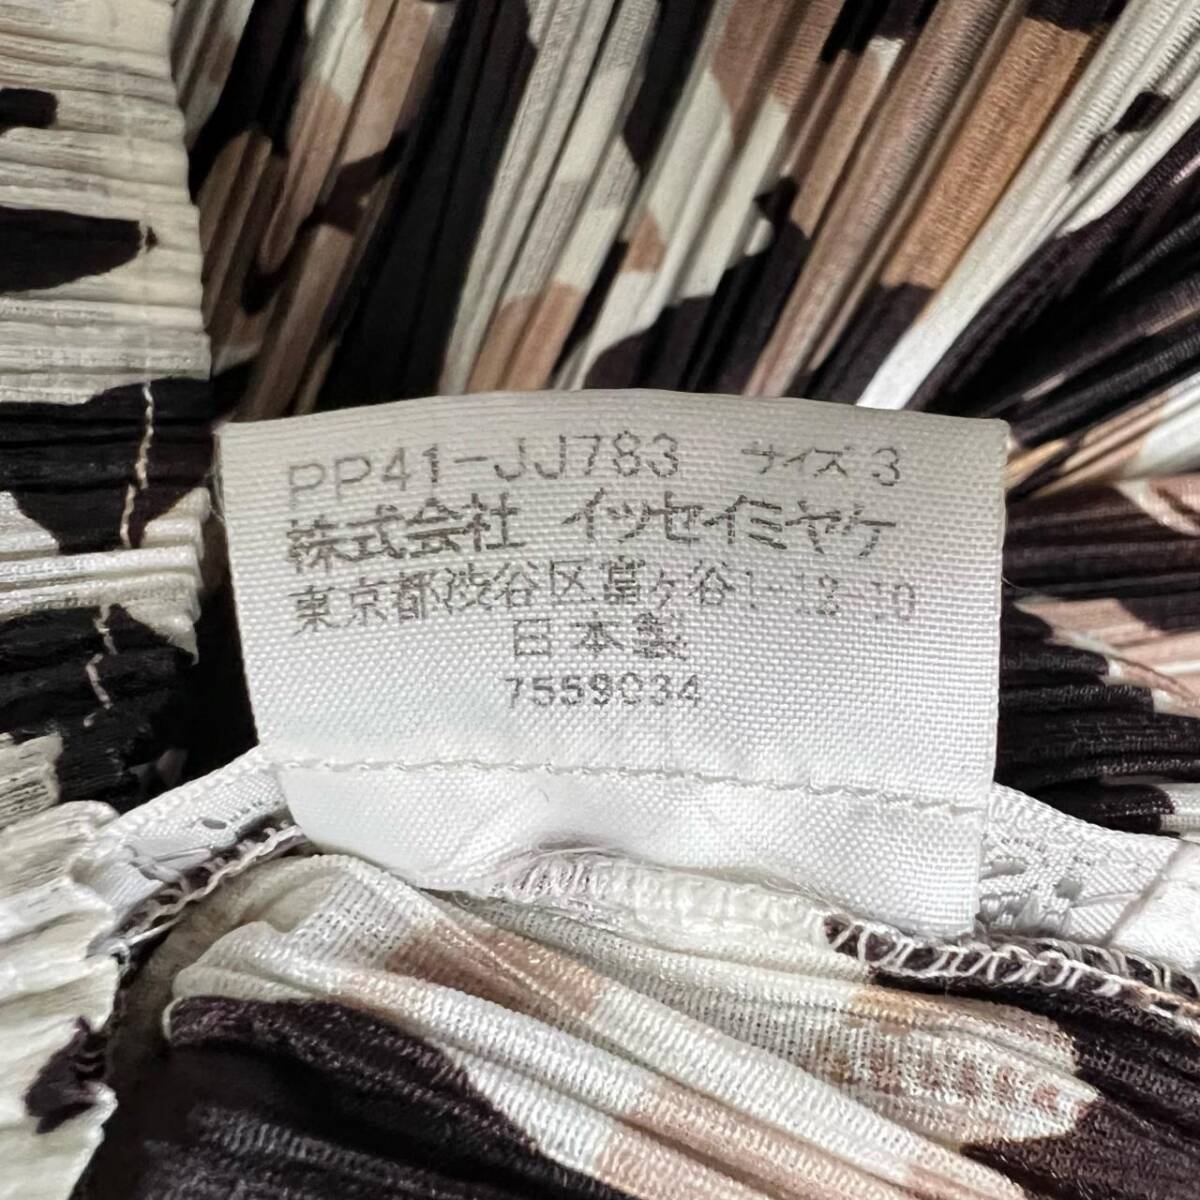 PP41-JJ783 サイズ 3
株式会社 イッセイミヤケ
東京都渋谷区富ヶ谷1-12-10
日本製
7559034